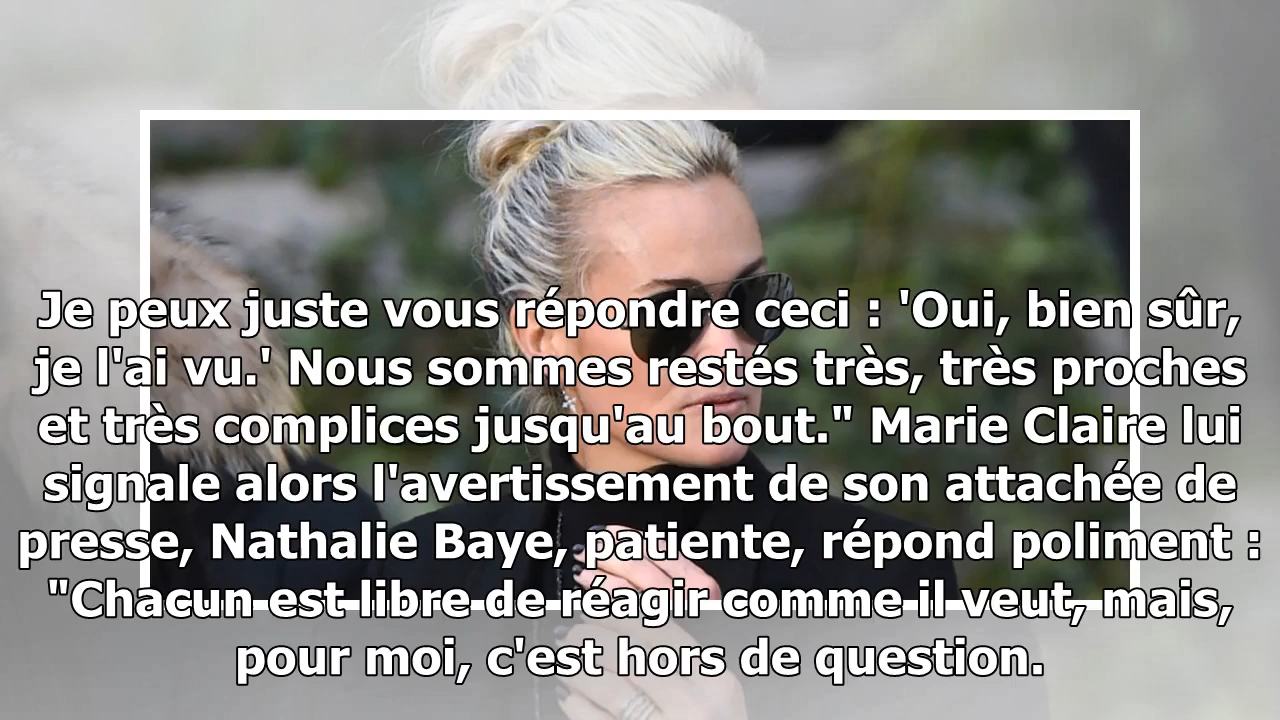 Je peux juste vous répondre ceci : 'Oui, bien sûr,
je l'ai vu.' Nous sommes restés très, très proches
et très complices jusqu'au bout." Marie Claire lui
signale alors l'avertissement de son attachée de
presse, Nathalie Baye, patiente, répond poliment :
"Chacun est libre de réagir comme il veut, mais,
pour moi, c'est hors de question.